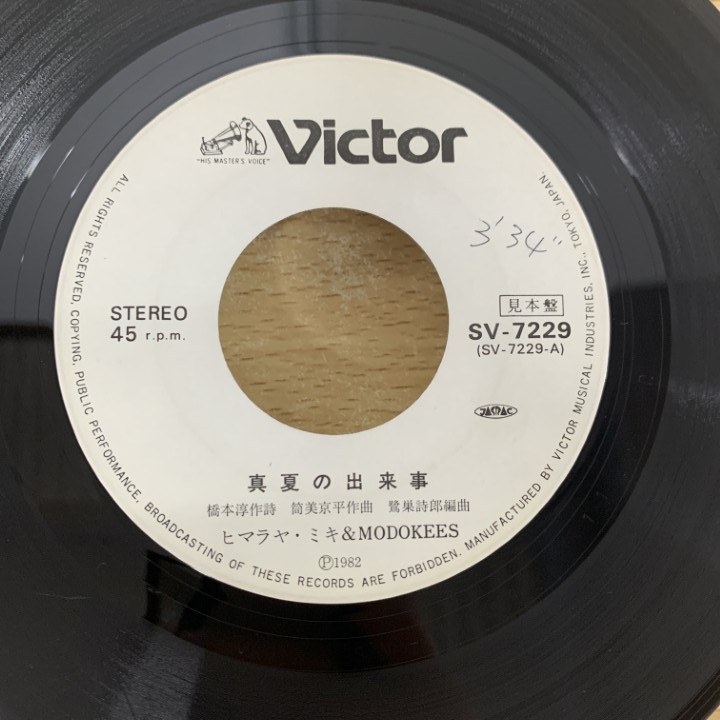 "HIS MASTER'S VOICE"
Victor
3'34"
STEREO
45 r.p.m.
見本盤
SV-7229
(SV-7229-A)
JAMAC
真夏の出来事
橋本淳作詩 筒美京平作曲 鷺巣詩郎編曲
ヒマラヤ・ミキ&MODOKEES
Ⓟ1982
ALL RIGHTS RESERVED, COPYING, PUBLIC PERFORMANCE, BROADCASTING OF THESE RECORDS ARE FORBIDDEN. MANUFACTURED BY VICTOR MUSICAL INDUSTRIES, INC., TOKYO, JAPAN.